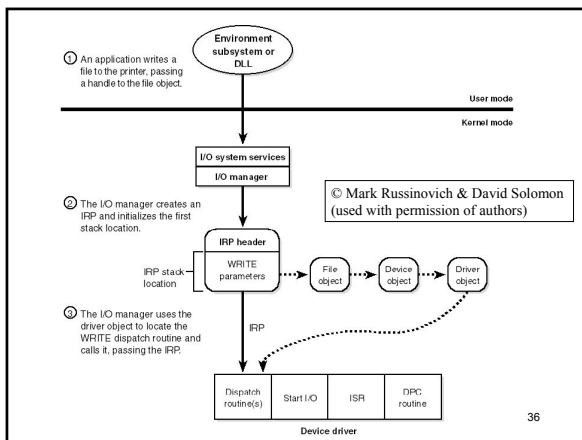 Environment
subsystem or
DLL
① An application writes a
file to the printer, passing
a handle to the file object.
User mode
Kernel mode
I/O system services
I/O manager
© Mark Russinovich & David Solomon
(used with permission of authors)
② The I/O manager creates an
IRP and initializes the first
stack location.
IRP header
IRP stack
location
WRITE
parameters
File
object
Device
object
Driver
object
③ The I/O manager uses the
driver object to locate the
WRITE dispatch routine and
calls it, passing the IRP.
IRP
Dispatch
routine(s)
Start I/O
ISR
DPC
routine
Device driver
36